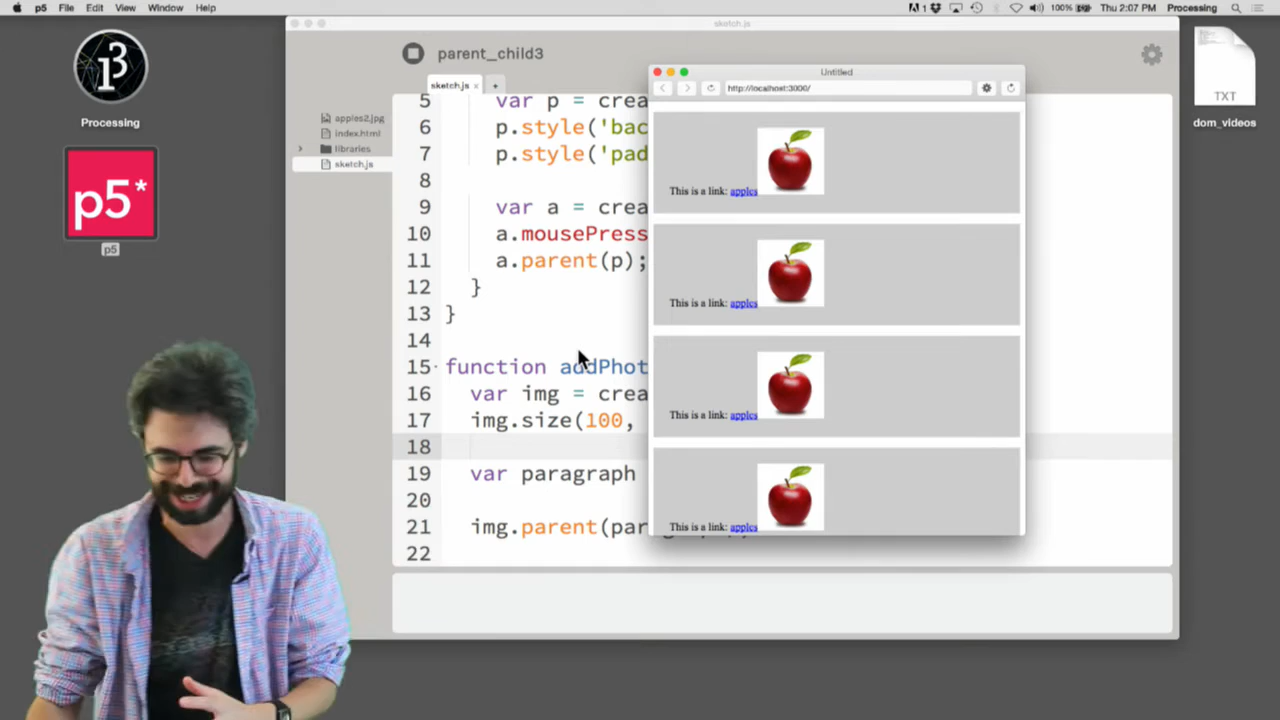 p5 File Edit View Window Help
1
100%
Thu 2:07 PM Processing
sketch.js
parent_child3
sketch.js × +
apples2.jpg
index.html
libraries
sketch.js
5 var p = crea
6 p.style('bac
7 p.style('pad
8
9 var a = crea
10 a.mousePress
11 a.parent(p);
12 }
13 }
14
15 function addPhot
16 var img = crea
17 img.size(100,
18
19 var paragraph
20
21 img.parent(par
22
Untitled
http://localhost:3000/
This is a link: apples
This is a link: apples
This is a link: apples
This is a link: apples
Processing
p5*
p5
TXT
dom_videos